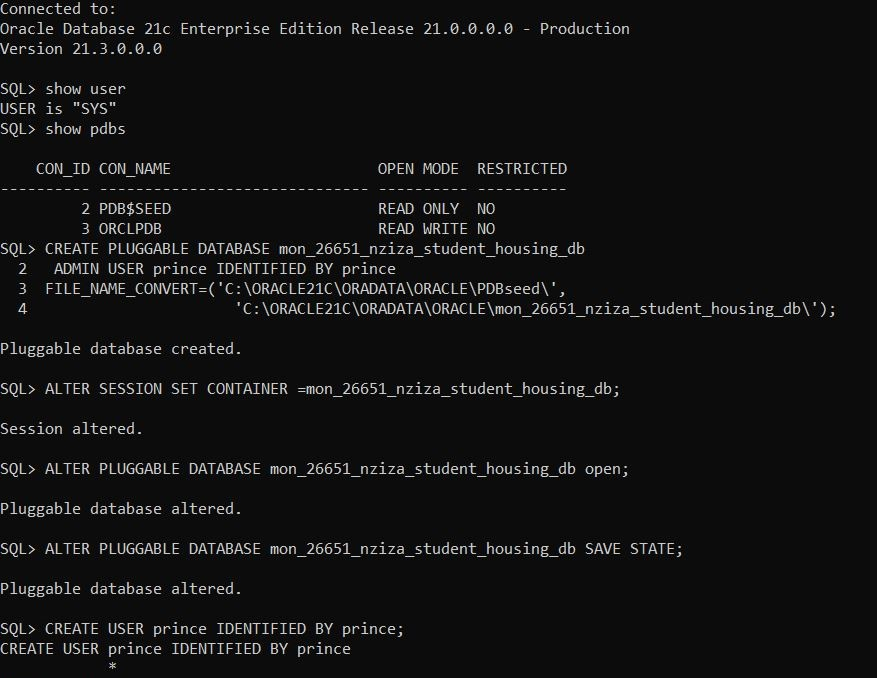 Connected to:
Oracle Database 21c Enterprise Edition Release 21.0.0.0.0 - Production
Version 21.3.0.0.0
SQL> show user
USER is "SYS"
SQL> show pdbs
    CON_ID CON_NAME                       OPEN MODE  RESTRICTED
---------- ------------------------------ ---------- ----------
         2 PDB$SEED                       READ ONLY  NO
         3 ORCLPDB                        READ WRITE NO
SQL> CREATE PLUGGABLE DATABASE mon_26651_nziza_student_housing_db
  2   ADMIN USER prince IDENTIFIED BY prince
  3  FILE_NAME_CONVERT=('C:\ORACLE21C\ORADATA\ORACLE\PDBseed\',
  4                       'C:\ORACLE21C\ORADATA\ORACLE\mon_26651_nziza_student_housing_db\');
Pluggable database created.
SQL> ALTER SESSION SET CONTAINER =mon_26651_nziza_student_housing_db;
Session altered.
SQL> ALTER PLUGGABLE DATABASE mon_26651_nziza_student_housing_db open;
Pluggable database altered.
SQL> ALTER PLUGGABLE DATABASE mon_26651_nziza_student_housing_db SAVE STATE;
Pluggable database altered.
SQL> CREATE USER prince IDENTIFIED BY prince;
CREATE USER prince IDENTIFIED BY prince
            *